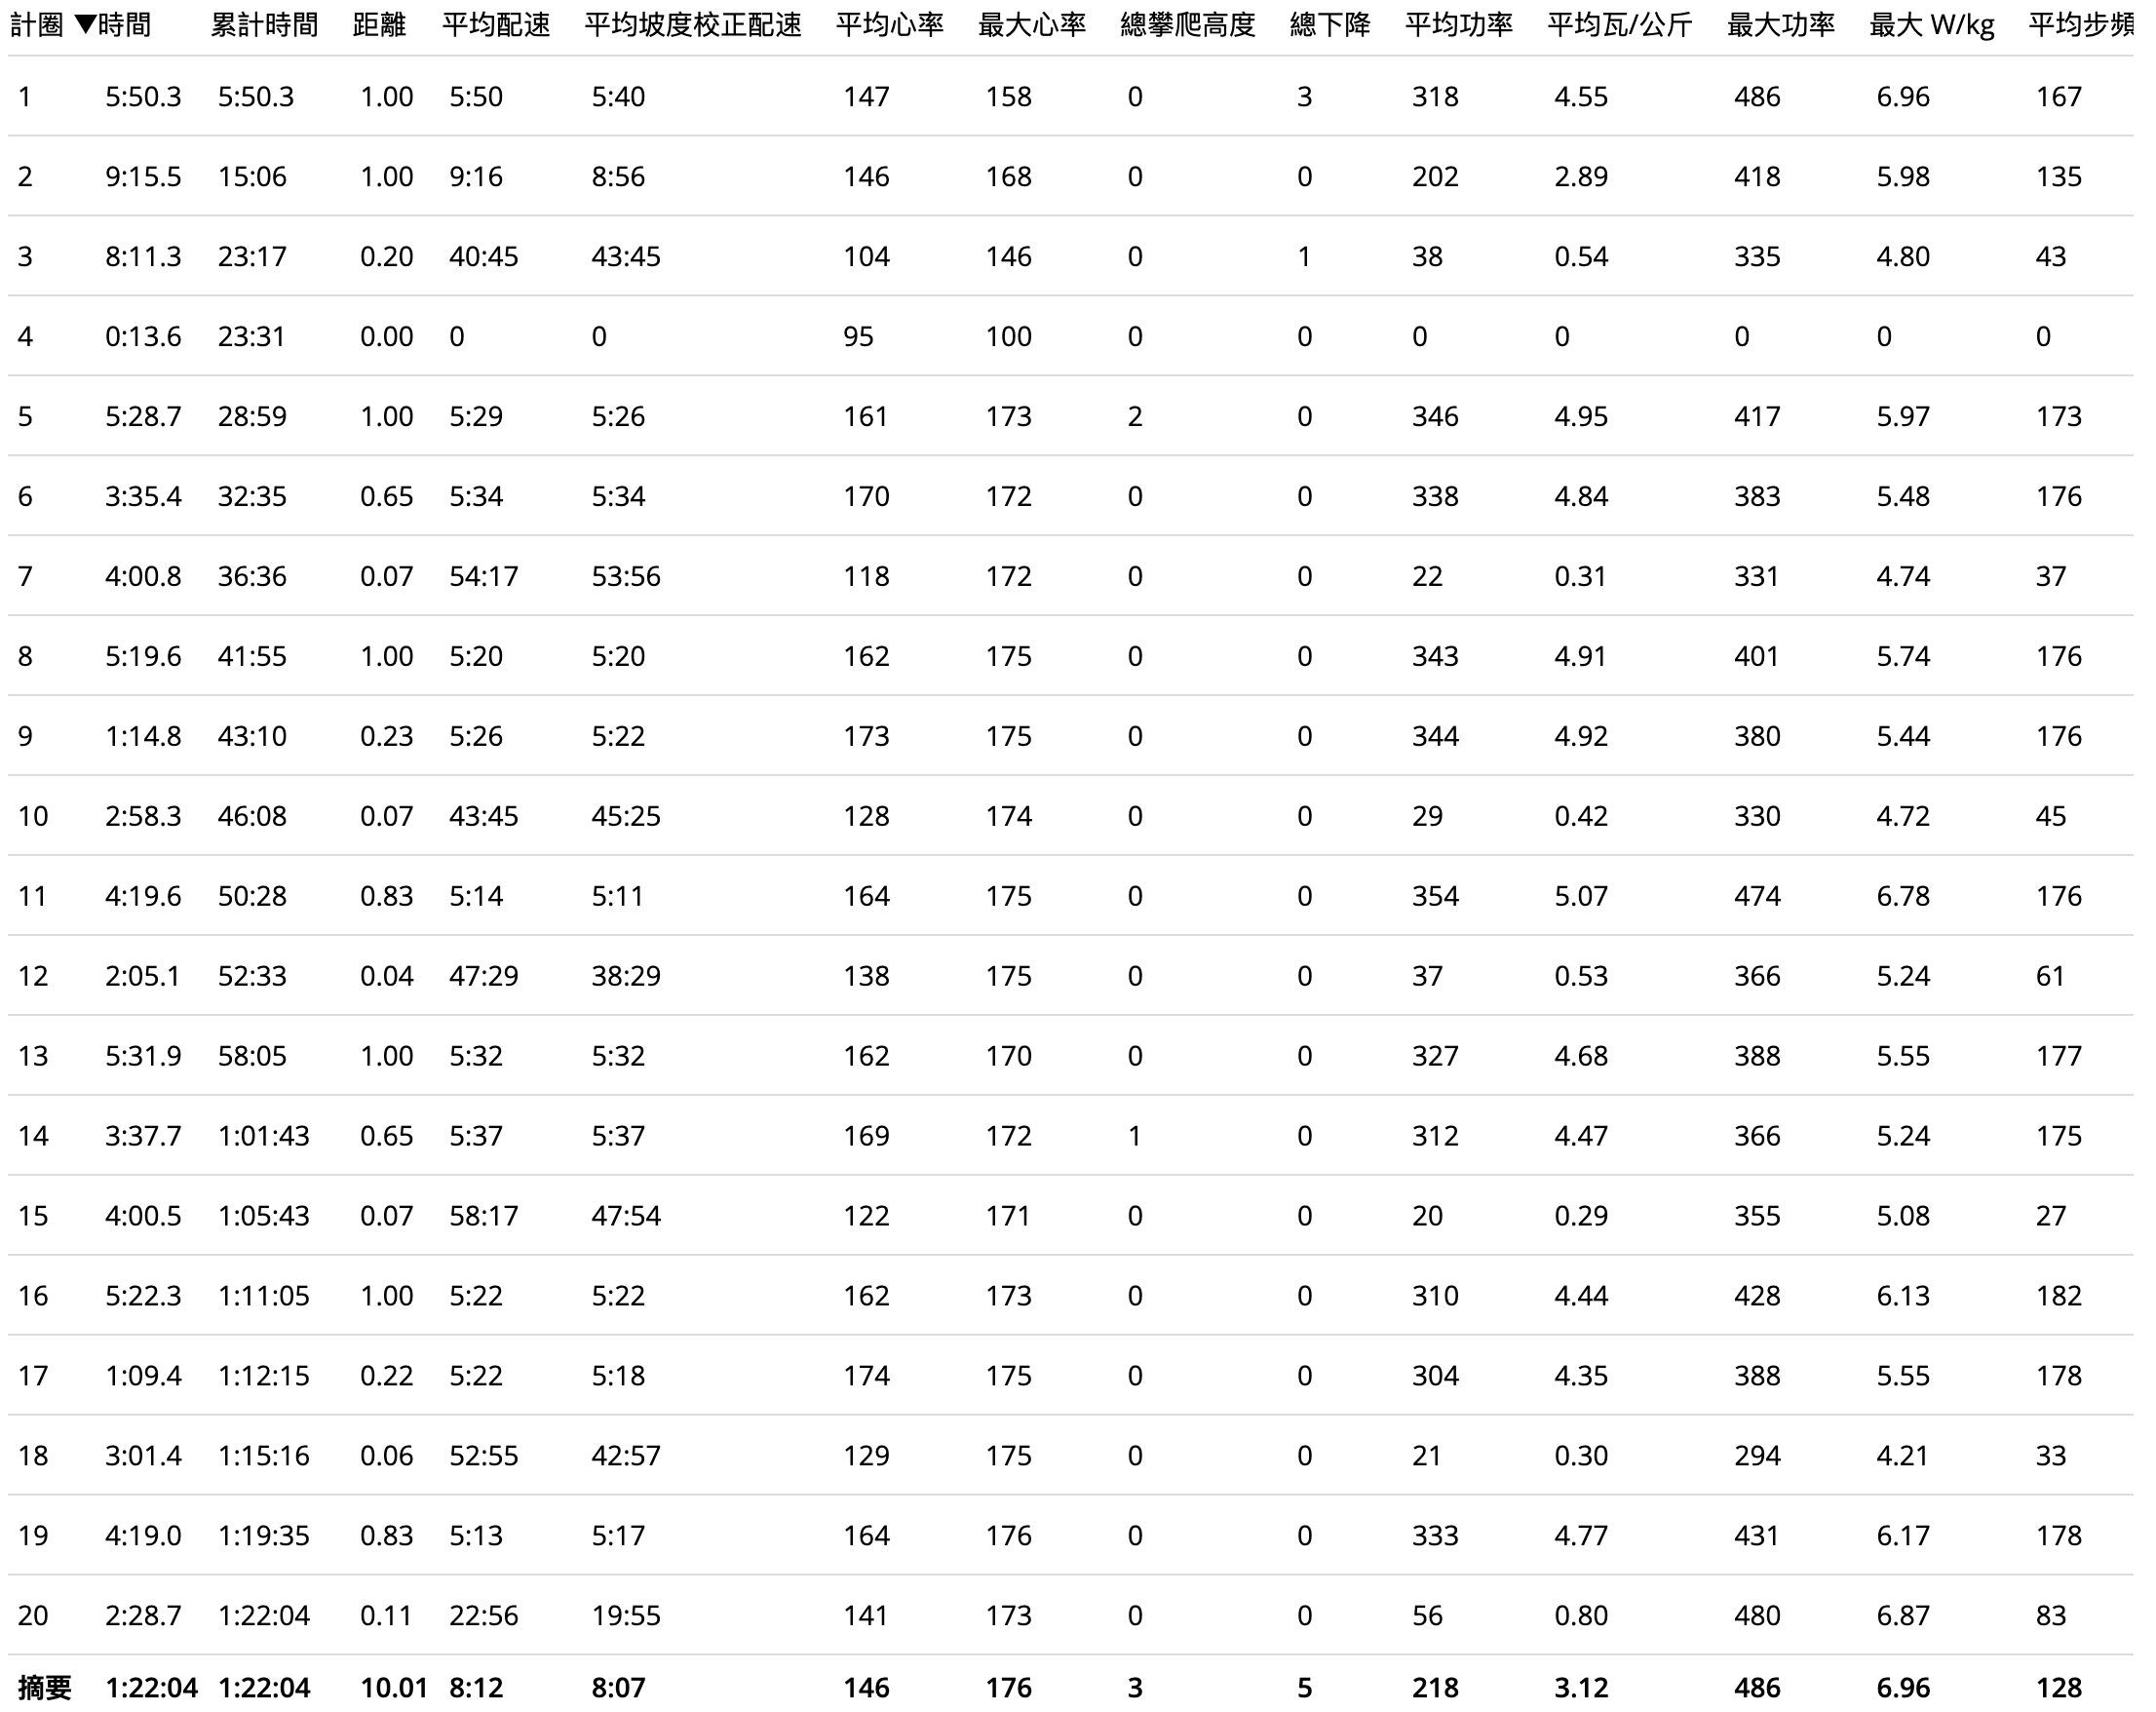 計圈 ▼時間 累計時間 距離 平均配速 平均坡度校正配速 平均心率 最大心率 總攀爬高度 總下降 平均功率 平均瓦/公斤 最大功率 最大 W/kg 平均步頻
1 5:50.3 5:50.3 1.00 5:50 5:40 147 158 0 3 318 4.55 486 6.96 167
2 9:15.5 15:06 1.00 9:16 8:56 146 168 0 0 202 2.89 418 5.98 135
3 8:11.3 23:17 0.20 40:45 43:45 104 146 0 1 38 0.54 335 4.80 43
4 0:13.6 23:31 0.00 0 0 95 100 0 0 0 0 0 0 0
5 5:28.7 28:59 1.00 5:29 5:26 161 173 2 0 346 4.95 417 5.97 173
6 3:35.4 32:35 0.65 5:34 5:34 170 172 0 0 338 4.84 383 5.48 176
7 4:00.8 36:36 0.07 54:17 53:56 118 172 0 0 22 0.31 331 4.74 37
8 5:19.6 41:55 1.00 5:20 5:20 162 175 0 0 343 4.91 401 5.74 176
9 1:14.8 43:10 0.23 5:26 5:22 173 175 0 0 344 4.92 380 5.44 176
10 2:58.3 46:08 0.07 43:45 45:25 128 174 0 0 29 0.42 330 4.72 45
11 4:19.6 50:28 0.83 5:14 5:11 164 175 0 0 354 5.07 474 6.78 176
12 2:05.1 52:33 0.04 47:29 38:29 138 175 0 0 37 0.53 366 5.24 61
13 5:31.9 58:05 1.00 5:32 5:32 162 170 0 0 327 4.68 388 5.55 177
14 3:37.7 1:01:43 0.65 5:37 5:37 169 172 1 0 312 4.47 366 5.24 175
15 4:00.5 1:05:43 0.07 58:17 47:54 122 171 0 0 20 0.29 355 5.08 27
16 5:22.3 1:11:05 1.00 5:22 5:22 162 173 0 0 310 4.44 428 6.13 182
17 1:09.4 1:12:15 0.22 5:22 5:18 174 175 0 0 304 4.35 388 5.55 178
18 3:01.4 1:15:16 0.06 52:55 42:57 129 175 0 0 21 0.30 294 4.21 33
19 4:19.0 1:19:35 0.83 5:13 5:17 164 176 0 0 333 4.77 431 6.17 178
20 2:28.7 1:22:04 0.11 22:56 19:55 141 173 0 0 56 0.80 480 6.87 83
摘要 1:22:04 1:22:04 10.01 8:12 8:07 146 176 3 5 218 3.12 486 6.96 128